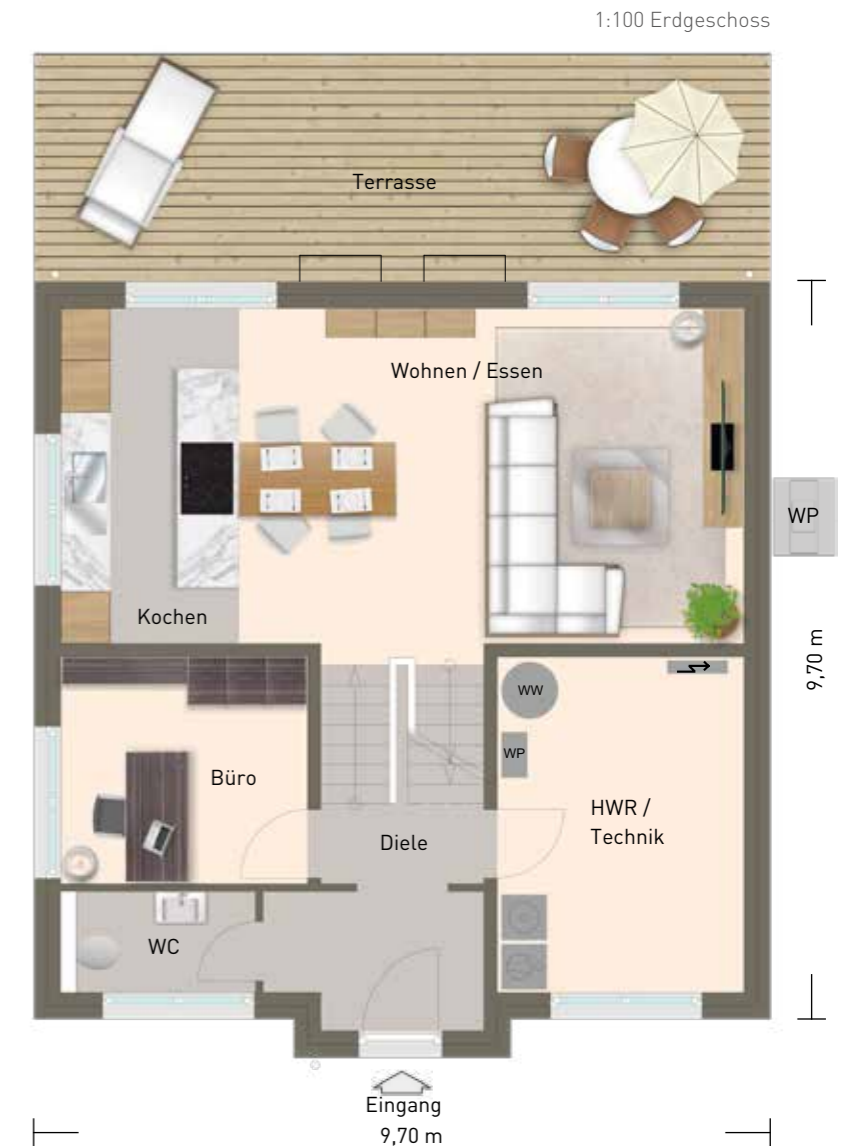 1:100 Erdgeschoss
Terrasse
Wohnen / Essen
WP
Kochen
9,70 m
WW
WP
Büro
HWR /
Technik
Diele
WC
Eingang
9,70 m